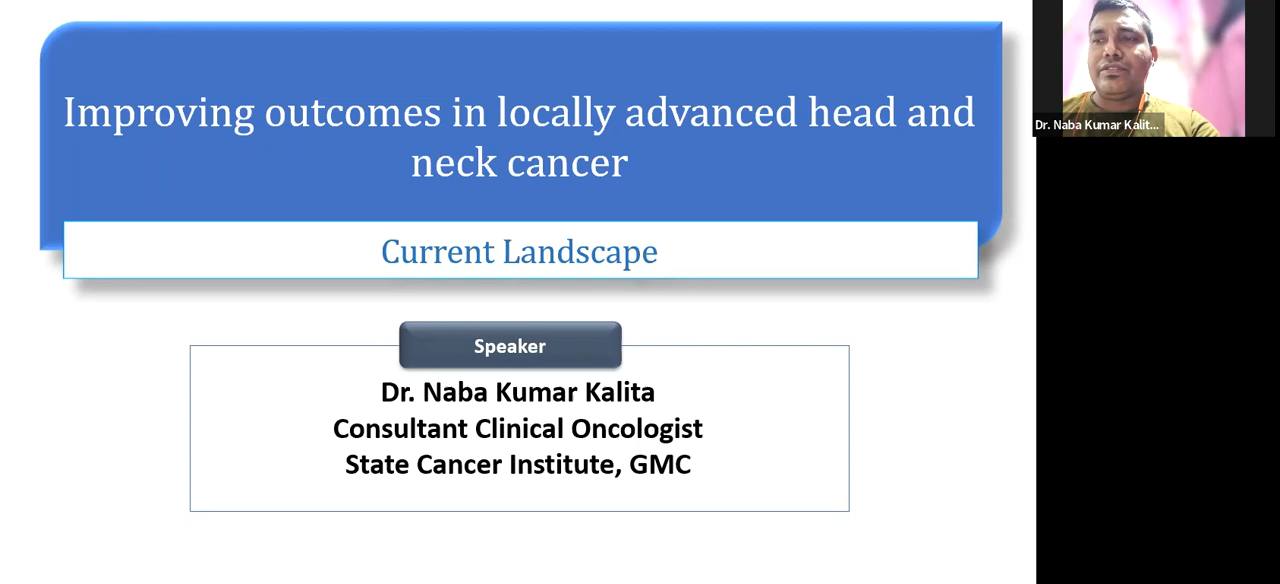 Improving outcomes in locally advanced head and
neck cancer
Current Landscape
Speaker
Dr. Naba Kumar Kalita
Consultant Clinical Oncologist
State Cancer Institute, GMC
Dr. Naba Kumar Kalit...